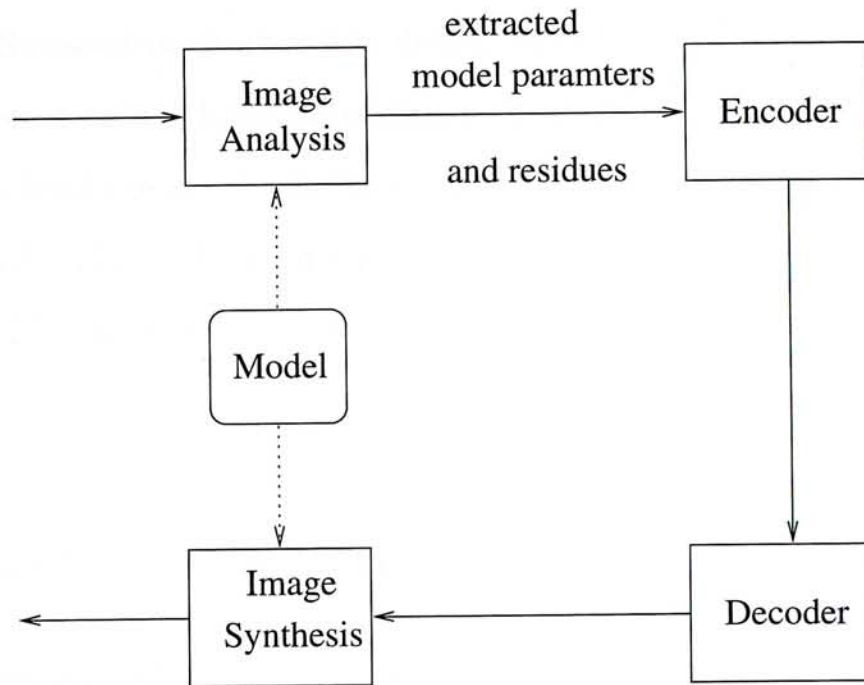 extracted
model paramters
and residues
Image
Analysis
Encoder
Model
Image
Synthesis
Decoder